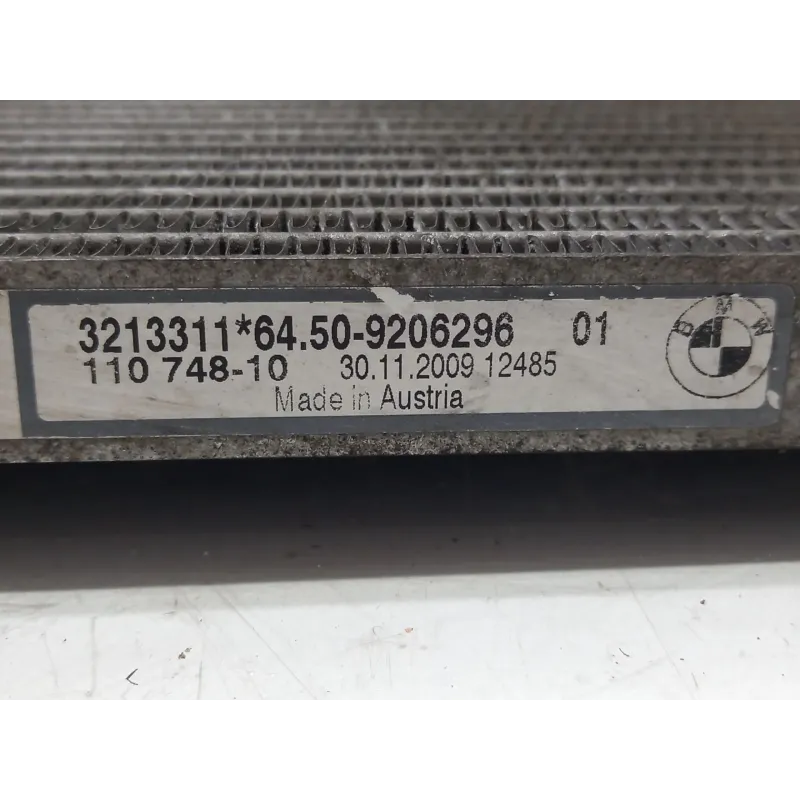 3213311*64.50-9206296 01
110 748-10 30.11.2009 12485
Made in Austria
BMW